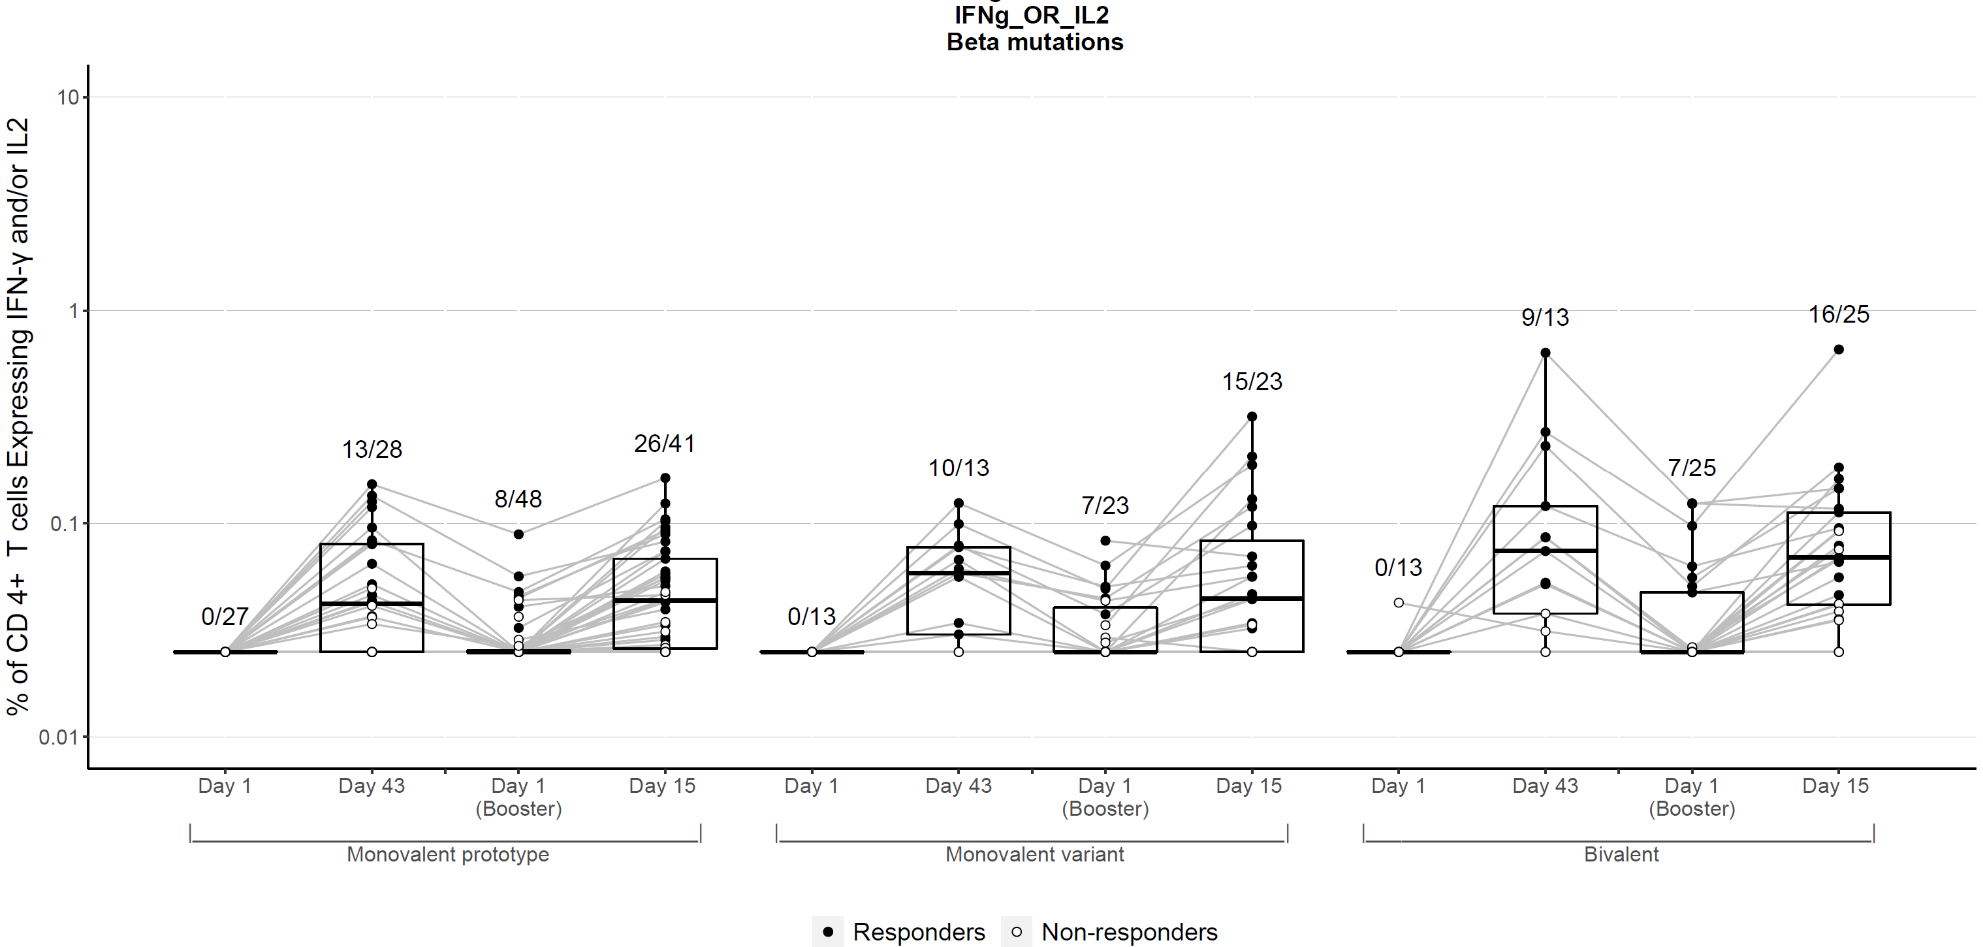 IFNg_OR_IL2
Beta mutations
% of CD 4+ T cells Expressing IFN-γ and/or IL2
10
1
0.1
0.01
0/27
13/28
8/48
26/41
0/13
10/13
7/23
15/23
0/13
9/13
7/25
16/25
Day 1
Day 43
Day 1
(Booster)
Day 15
Day 1
Day 43
Day 1
(Booster)
Day 15
Day 1
Day 43
Day 1
(Booster)
Day 15
Monovalent prototype
Monovalent variant
Bivalent
Responders
Non-responders